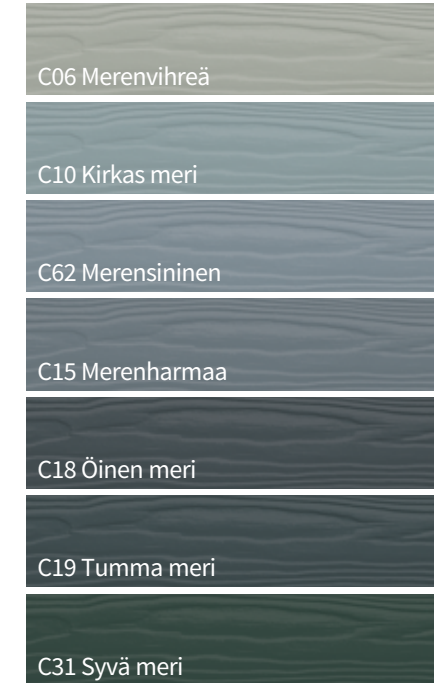 C06 Merenvihreä
C10 Kirkas meri
C62 Merensininen
C15 Merenharmaa
C18 Öinen meri
C19 Tumma meri
C31 Syvä meri